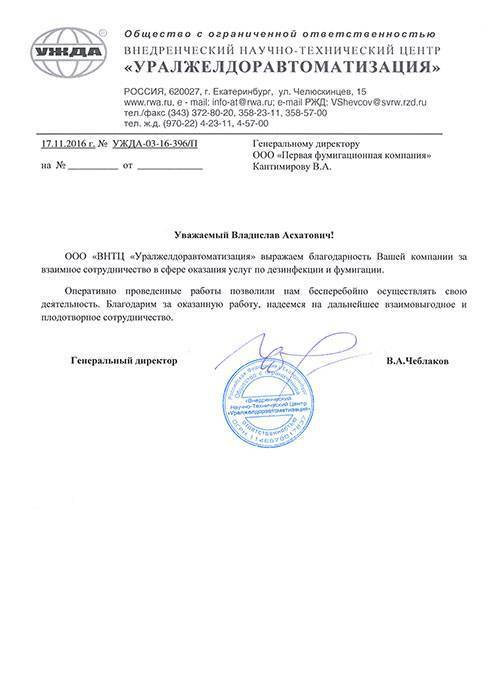 УЖДА
Общество с ограниченной ответственностью
ВНЕДРЕНЧЕСКИЙ НАУЧНО-ТЕХНИЧЕСКИЙ ЦЕНТР
«УРАЛЖЕЛДОРАВТОМАТИЗАЦИЯ»
РОССИЯ, 620027, г. Екатеринбург, ул. Челюскинцев, 15
www.rwa.ru, e - mail: info-at@rwa.ru; e-mail РЖД: VShevcov@svrw.rzd.ru
тел./факс (343) 372-80-20, 358-23-11, 358-57-00
тел. ж.д. (970-22) 4-23-11, 4-57-00
17.11.2016 г. № УЖДА-03-16-396/П
на № от
Генеральному директору
ООО «Первая фумигационная компания»
Кантимирову В.А.
Уважаемый Владислав Асхатович!
ООО «ВНТЦ «Уралжелдоравтоматизация» выражаем благодарность Вашей компании за
взаимное сотрудничество в сфере оказания услуг по дезинфекции и фумигации.
Оперативно проведенные работы позволили нам бесперебойно осуществлять свою
деятельность. Благодарим за оказанную работу, надеемся на дальнейшее взаимовыгодное и
плодотворное сотрудничество.
Генеральный директор
В.А.Чеблаков
Общество с ограниченной
ответственностью
«Внедренческий
Научно-Технический Центр
«Уралжелдоравтоматизация»